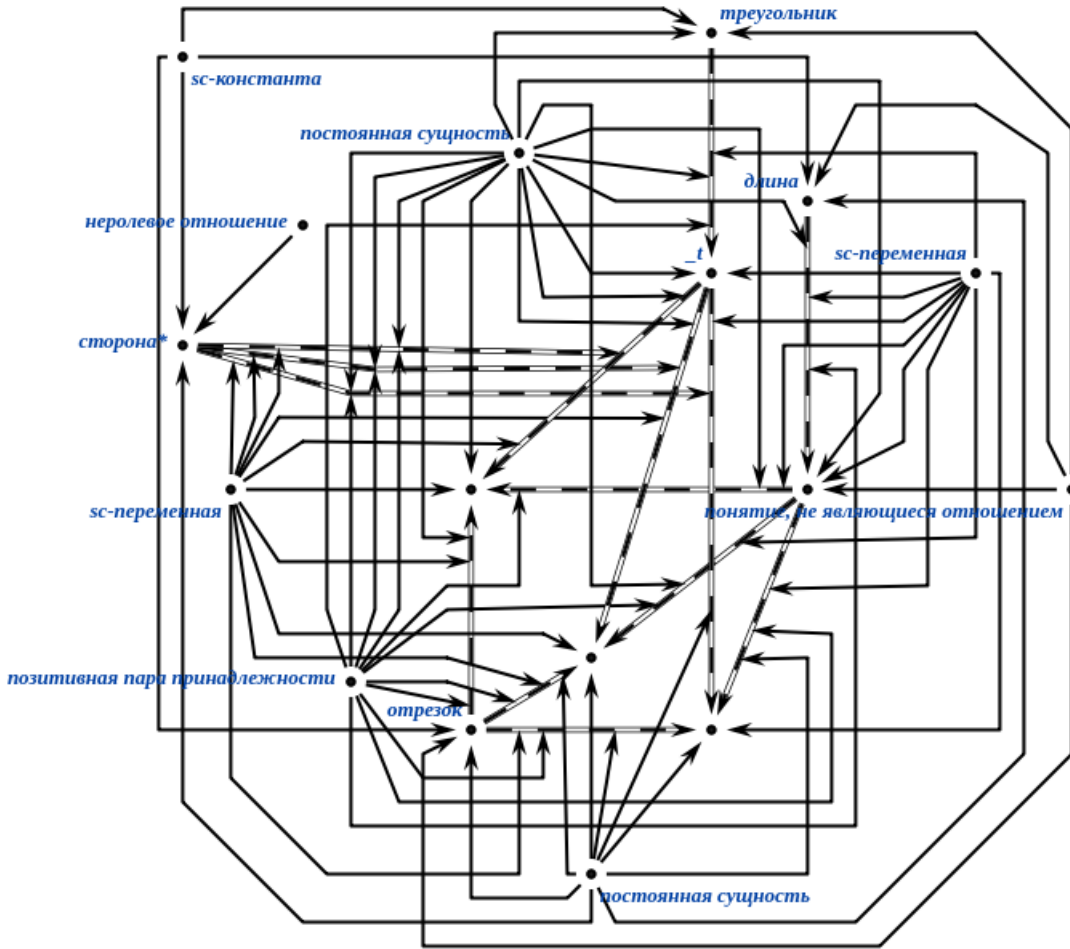 треугольник
sc-константа
постоянная сущность
длина
неролевое отношение
_t
sc-переменная
сторона*
sc-переменная
понятие, не являющиеся отношением
позитивная пара принадлежности
отрезок
постоянная сущность